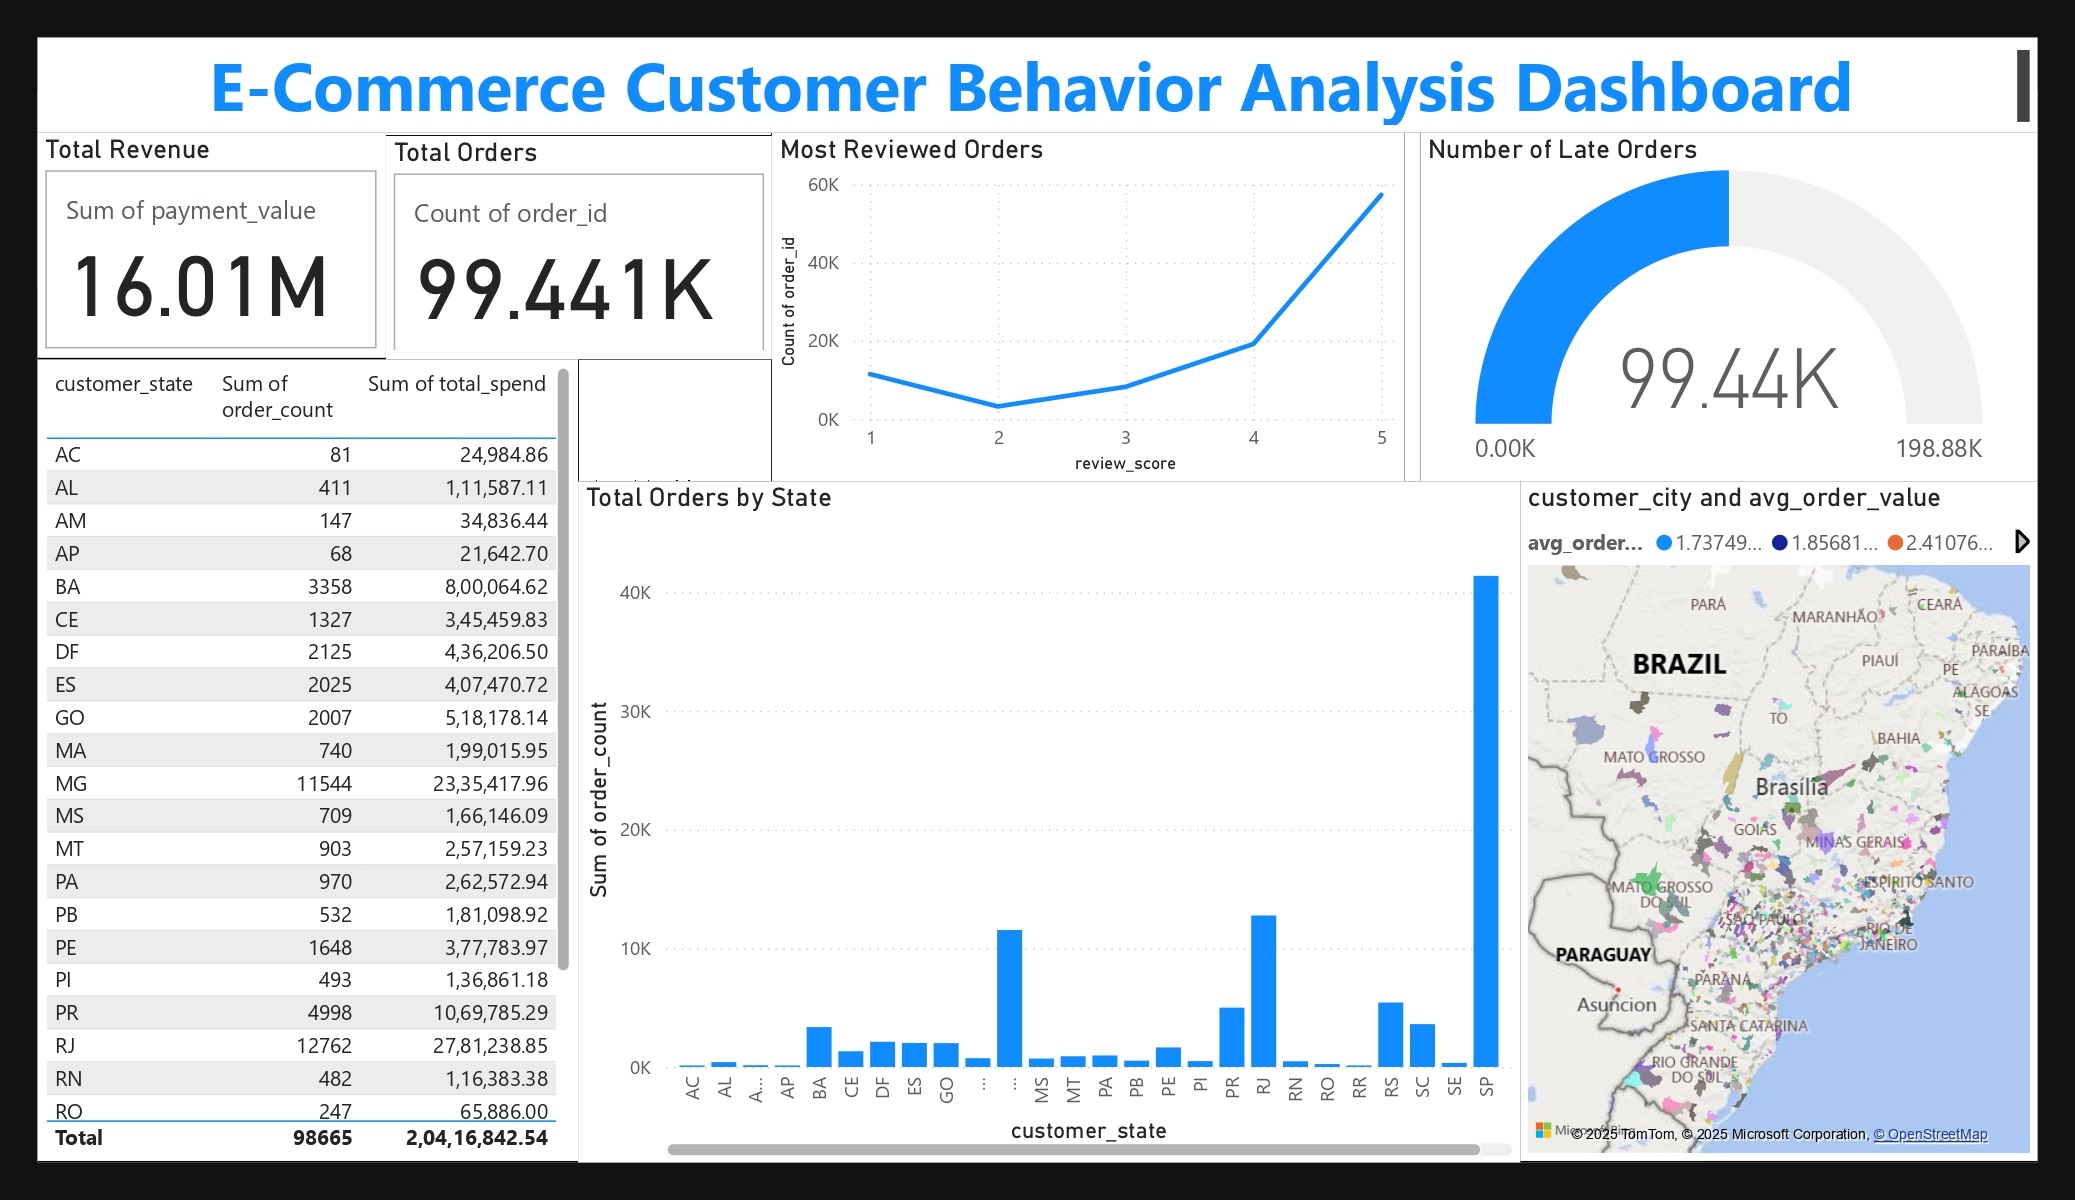 E-Commerce Customer Behavior Analysis Dashboard
Total Revenue
Sum of payment_value
16.01M
Total Orders
Count of order_id
99.441K
Most Reviewed Orders
Count of order_id
60K
40K
20K
0K
1 2 3 4 5
review_score
Number of Late Orders
99.44K
0.00K 198.88K
customer_state Sum of order_count Sum of total_spend
AC 81 24,984.86
AL 411 1,11,587.11
AM 147 34,836.44
AP 68 21,642.70
BA 3358 8,00,064.62
CE 1327 3,45,459.83
DF 2125 4,36,206.50
ES 2025 4,07,470.72
GO 2007 5,18,178.14
MA 740 1,99,015.95
MG 11544 23,35,417.96
MS 709 1,66,146.09
MT 903 2,57,159.23
PA 970 2,62,572.94
PB 532 1,81,098.92
PE 1648 3,77,783.97
PI 493 1,36,861.18
PR 4998 10,69,785.29
RJ 12762 27,81,238.85
RN 482 1,16,383.38
RO 247 65,886.00
Total 98665 2,04,16,842.54
Total Orders by State
Sum of order_count
40K
30K
20K
10K
0K
AC AL A... AP BA CE DF ES GO ... ... MS MT PA PB PE PI PR RJ RN RO RR RS SC SE SP
customer_state
customer_city and avg_order_value
avg_order... 1.73749... 1.85681... 2.41076...
PARÁ
MARANHÃO
CEARÁ
BRAZIL
PIAUÍ
PARAÍBA
PE
ALAGOAS
SE
TO
BAHIA
MATO GROSSO
Brasília
GOIÁS
MINAS GERAIS
MATO GROSSO
DO SUL
ESPÍRITO SANTO
SÃO PAULO
RIO DE
JANEIRO
PARAGUAY
PARANÁ
Asuncion
SANTA CATARINA
RIO GRANDE
DO SUL
© 2025 TomTom, © 2025 Microsoft Corporation, © OpenStreetMap